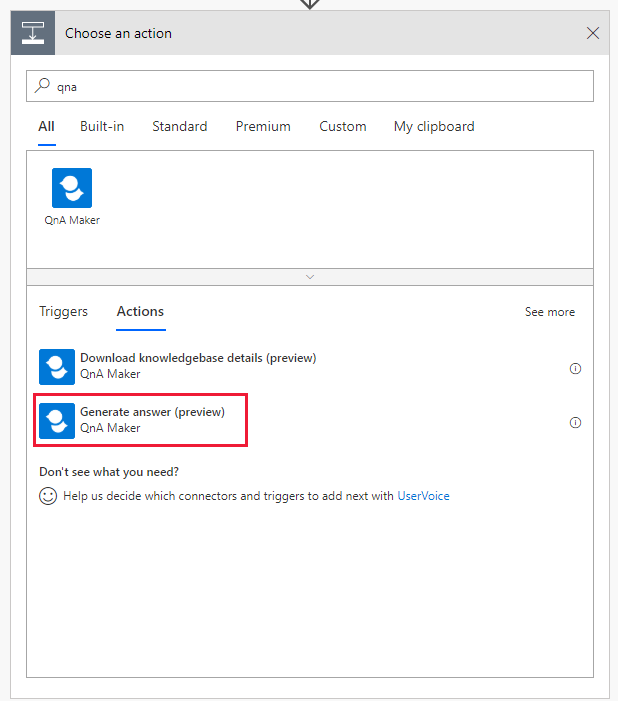 Choose an action
qna
All Built-in Standard Premium Custom My clipboard
QnA Maker
Triggers Actions See more
Download knowledgebase details (preview)
QnA Maker
Generate answer (preview)
QnA Maker
Don't see what you need?
Help us decide which connectors and triggers to add next with UserVoice